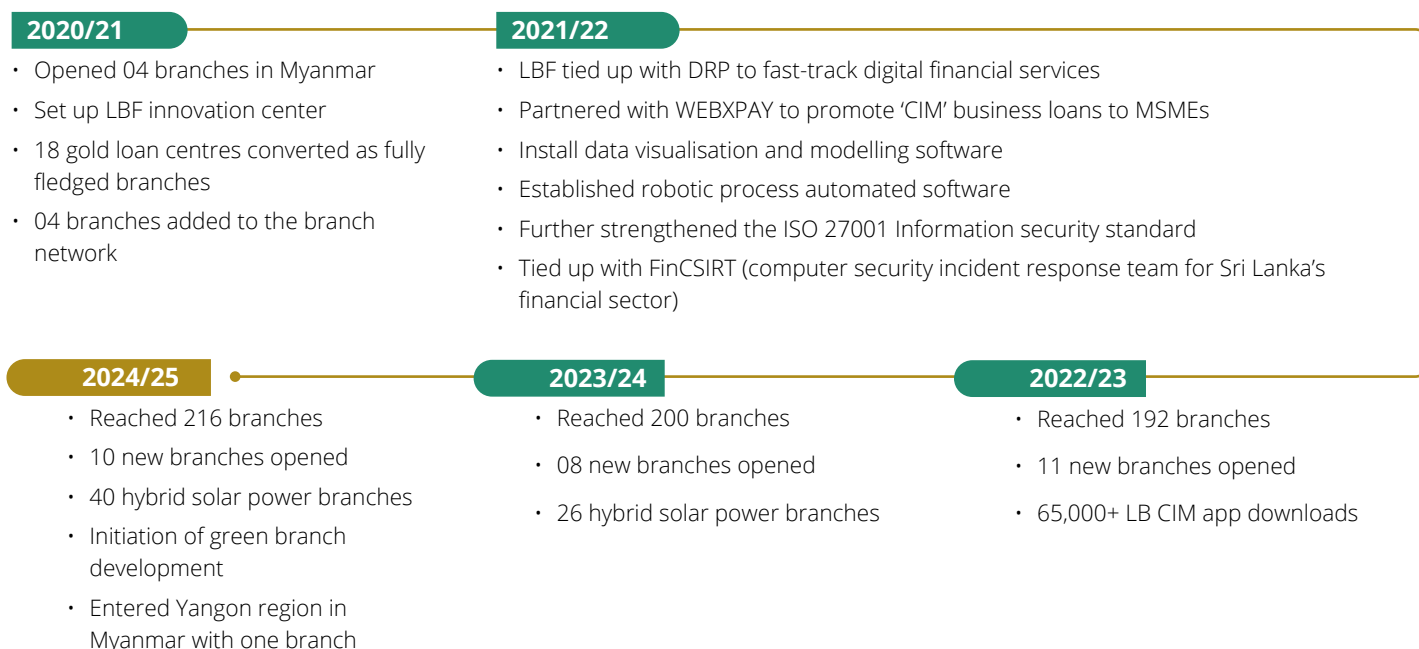 2020/21
• Opened 04 branches in Myanmar
• Set up LBF innovation center
• 18 gold loan centres converted as fully
fledged branches
• 04 branches added to the branch
network
2021/22
• LBF tied up with DRP to fast-track digital financial services
• Partnered with WEBXPAY to promote ‘CIM’ business loans to MSMEs
• Install data visualisation and modelling software
• Established robotic process automated software
• Further strengthened the ISO 27001 Information security standard
• Tied up with FinCSIRT (computer security incident response team for Sri Lanka’s
financial sector)
2024/25
• Reached 216 branches
• 10 new branches opened
• 40 hybrid solar power branches
• Initiation of green branch
development
• Entered Yangon region in
Myanmar with one branch
2023/24
• Reached 200 branches
• 08 new branches opened
• 26 hybrid solar power branches
2022/23
• Reached 192 branches
• 11 new branches opened
• 65,000+ LB CIM app downloads